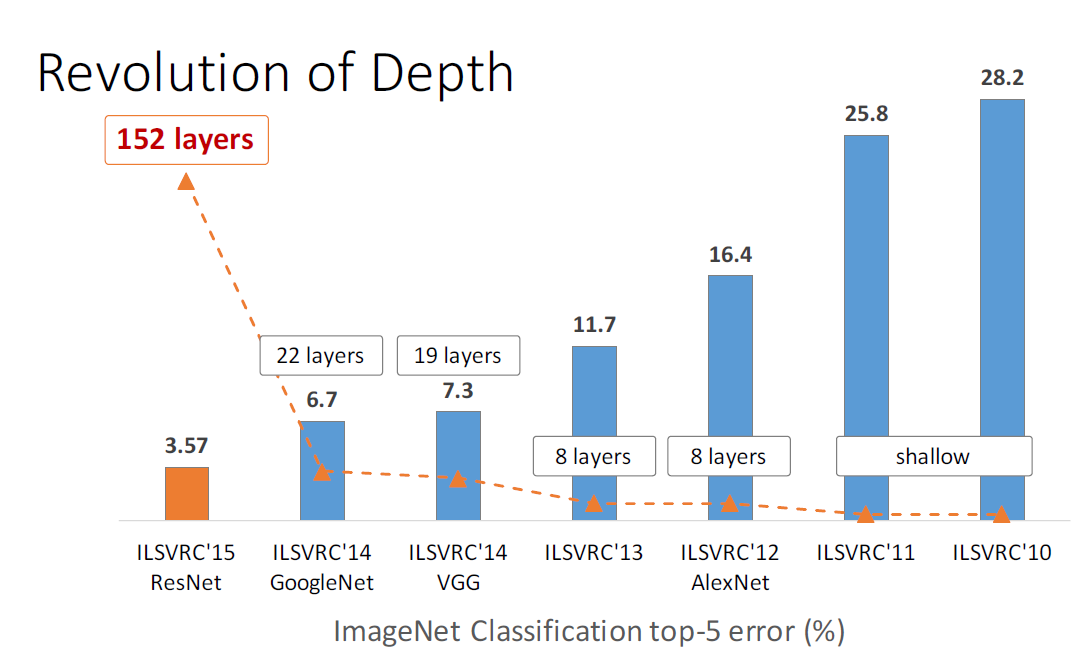 Revolution of Depth
152 layers
28.2
25.8
16.4
11.7
22 layers
19 layers
6.7
7.3
3.57
8 layers
8 layers
shallow
ILSVRC'15
ResNet
ILSVRC'14
GoogleNet
ILSVRC'14
VGG
ILSVRC'13
ILSVRC'12
AlexNet
ILSVRC'11
ILSVRC'10
ImageNet Classification top-5 error (%)